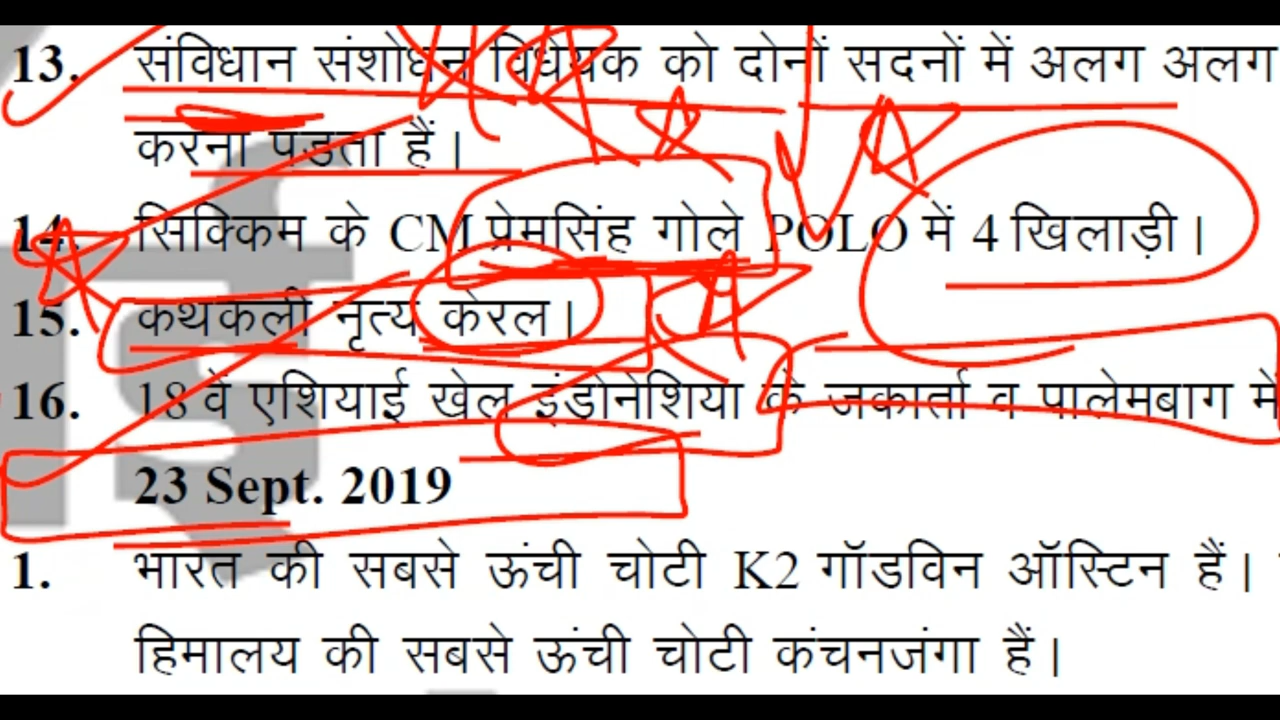 13. संविधान संशोधन विधेयक को दोनों सदनों में अलग अलग
करना पडता हैं।
14. सिक्किम के CM प्रेमसिंह गोले POLO में 4 खिलाड़ी।
15. कथकली नृत्य केरल।
16. 18 वें एशियाई खेल इंडोनेशिया के जकार्ता व पालेमबाग में
23 Sept. 2019
1. भारत की सबसे ऊंची चोटी K2 गॉडविन ऑस्टिन हैं।
हिमालय की सबसे ऊंची चोटी कंचनजंगा हैं।